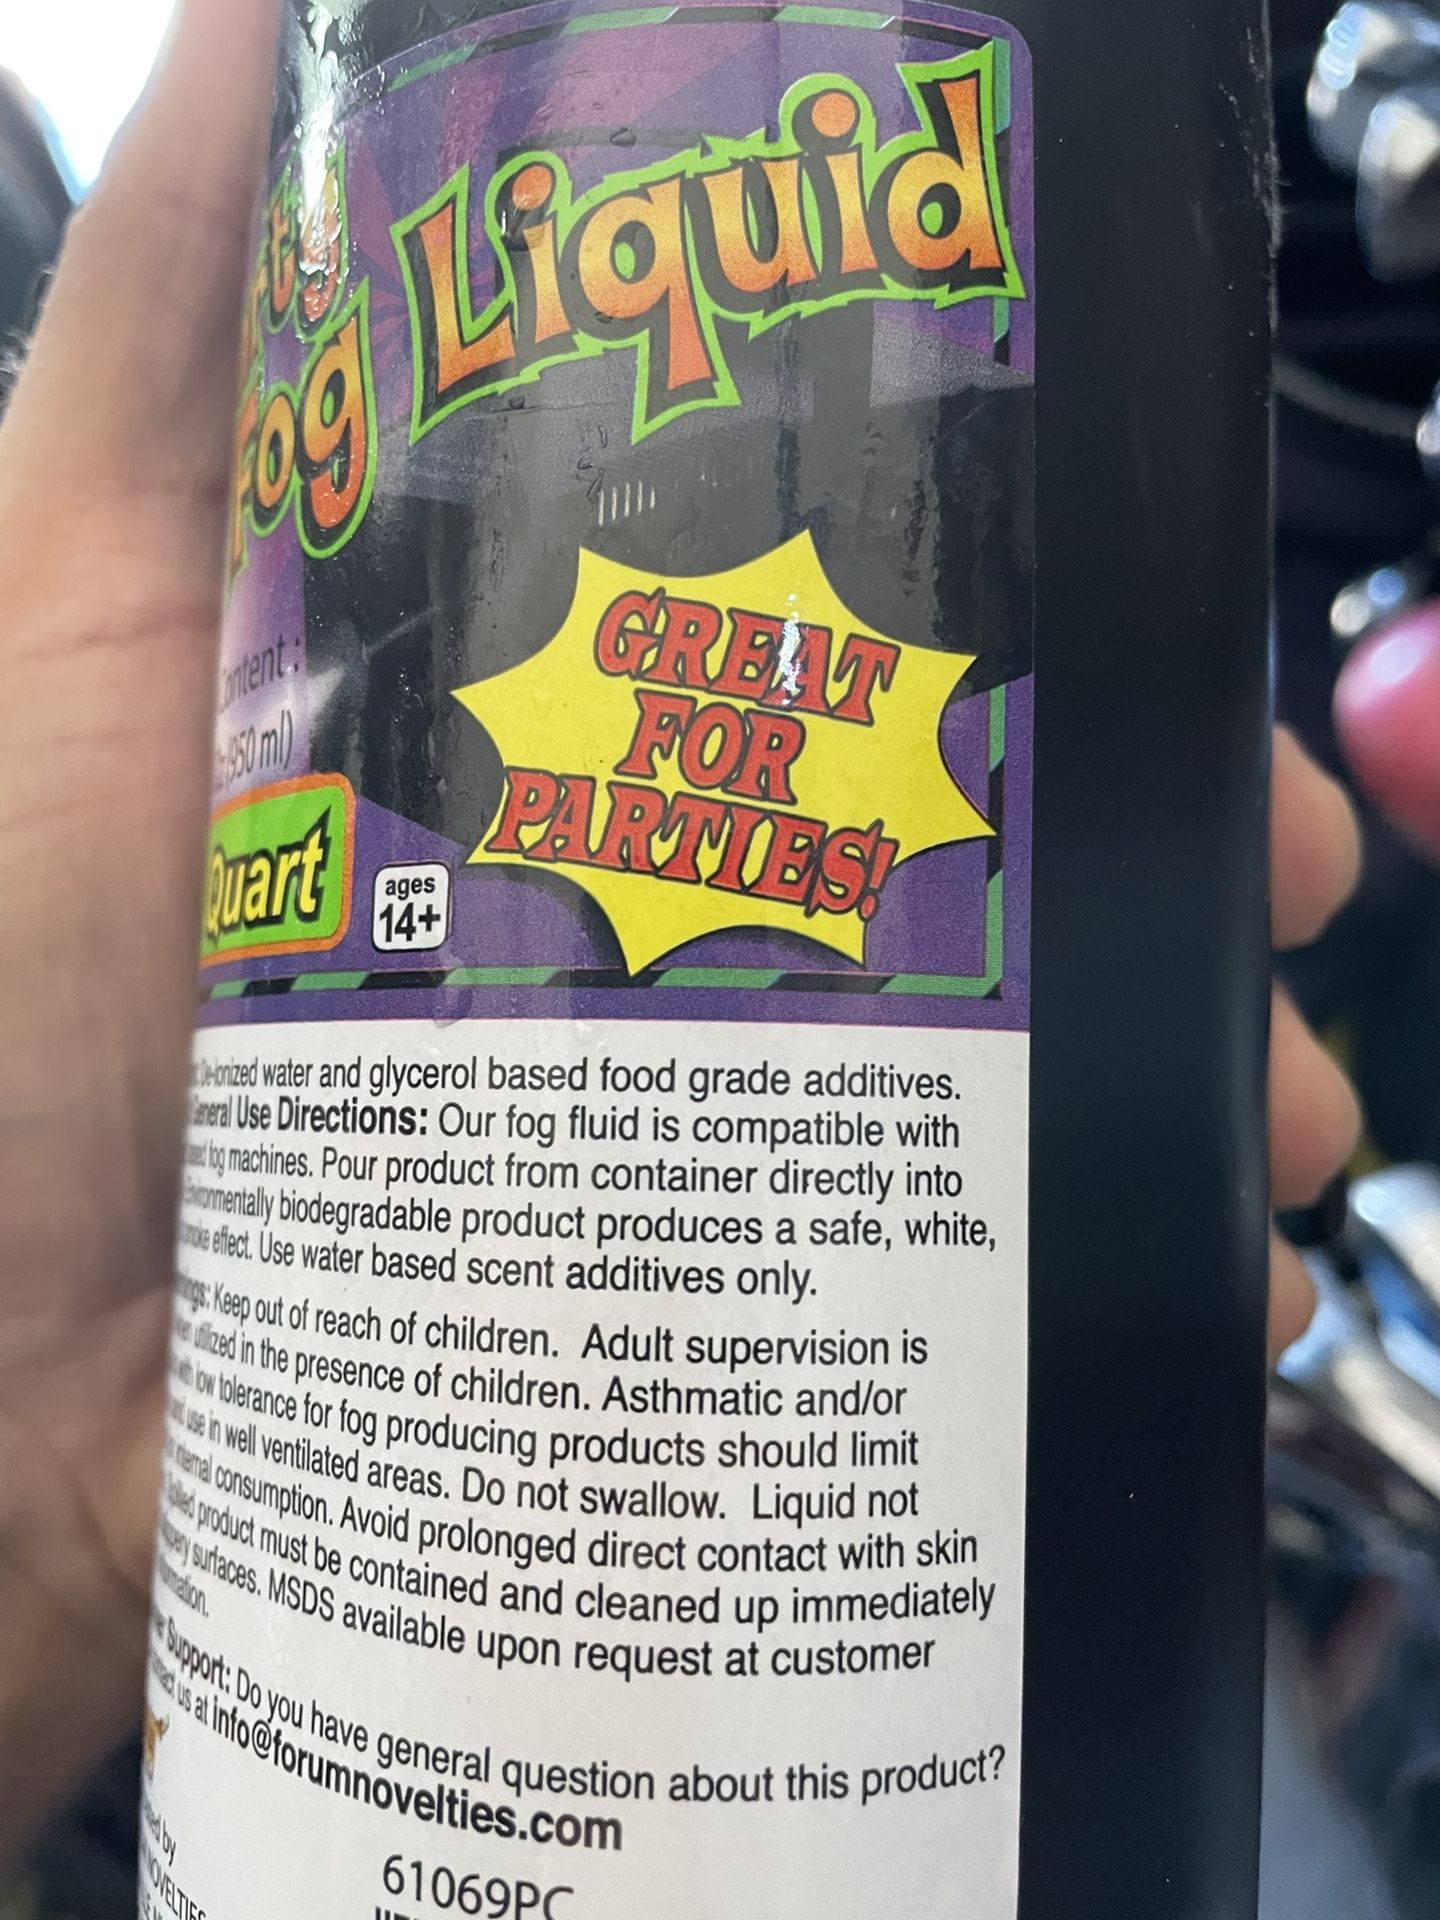 Fog Liquid
(950 ml)
GREAT
FOR
PARTIES!
Quart
ages
14+
De-ionized water and glycerol based food grade additives.
General Use Directions: Our fog fluid is compatible with
fog machines. Pour product from container directly into
Environmentally biodegradable product produces a safe, white,
smoke effect. Use water based scent additives only.
Keep out of reach of children. Adult supervision is
utilized in the presence of children. Asthmatic and/or
with low tolerance for fog producing products should limit
use in well ventilated areas. Do not swallow. Liquid not
internal consumption. Avoid prolonged direct contact with skin
product must be contained and cleaned up immediately
slippery surfaces. MSDS available upon request at customer
Support: Do you have general question about this product?
us at info@forumnovelties.com
by
NOVELTIES
61069PC